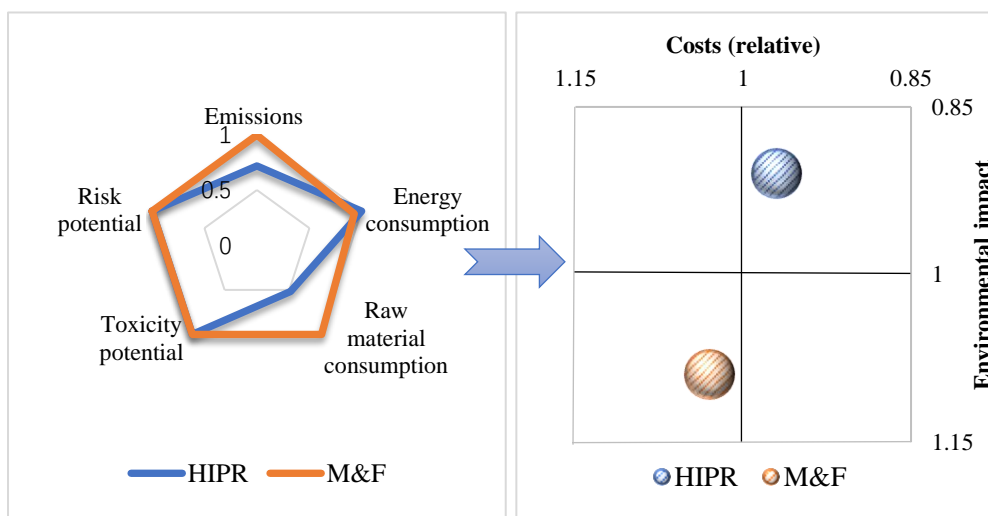 Emissions
1
0.5
0
Risk
potential
Energy
consumption
Toxicity
potential
Raw
material
consumption
HIPR
M&F
Costs (relative)
1.15
1
0.85
0.85
1
1.15
Environmental impact
HIPR
M&F